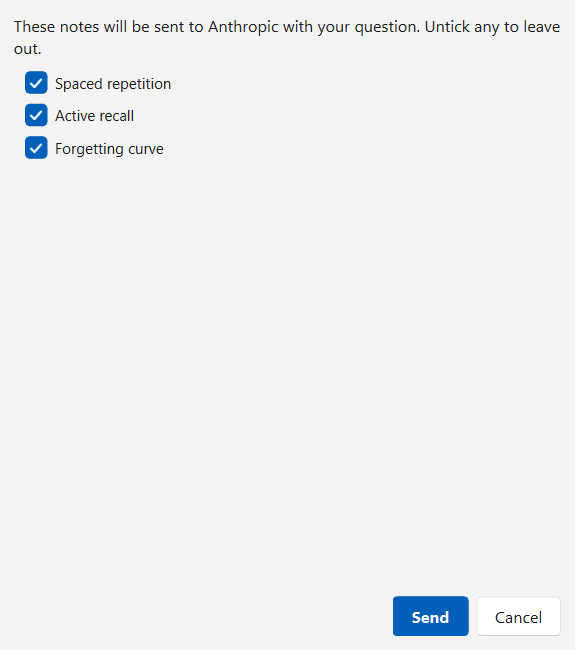 These notes will be sent to Anthropic with your question. Untick any to leave
out.
Spaced repetition
Active recall
Forgetting curve
Send
Cancel